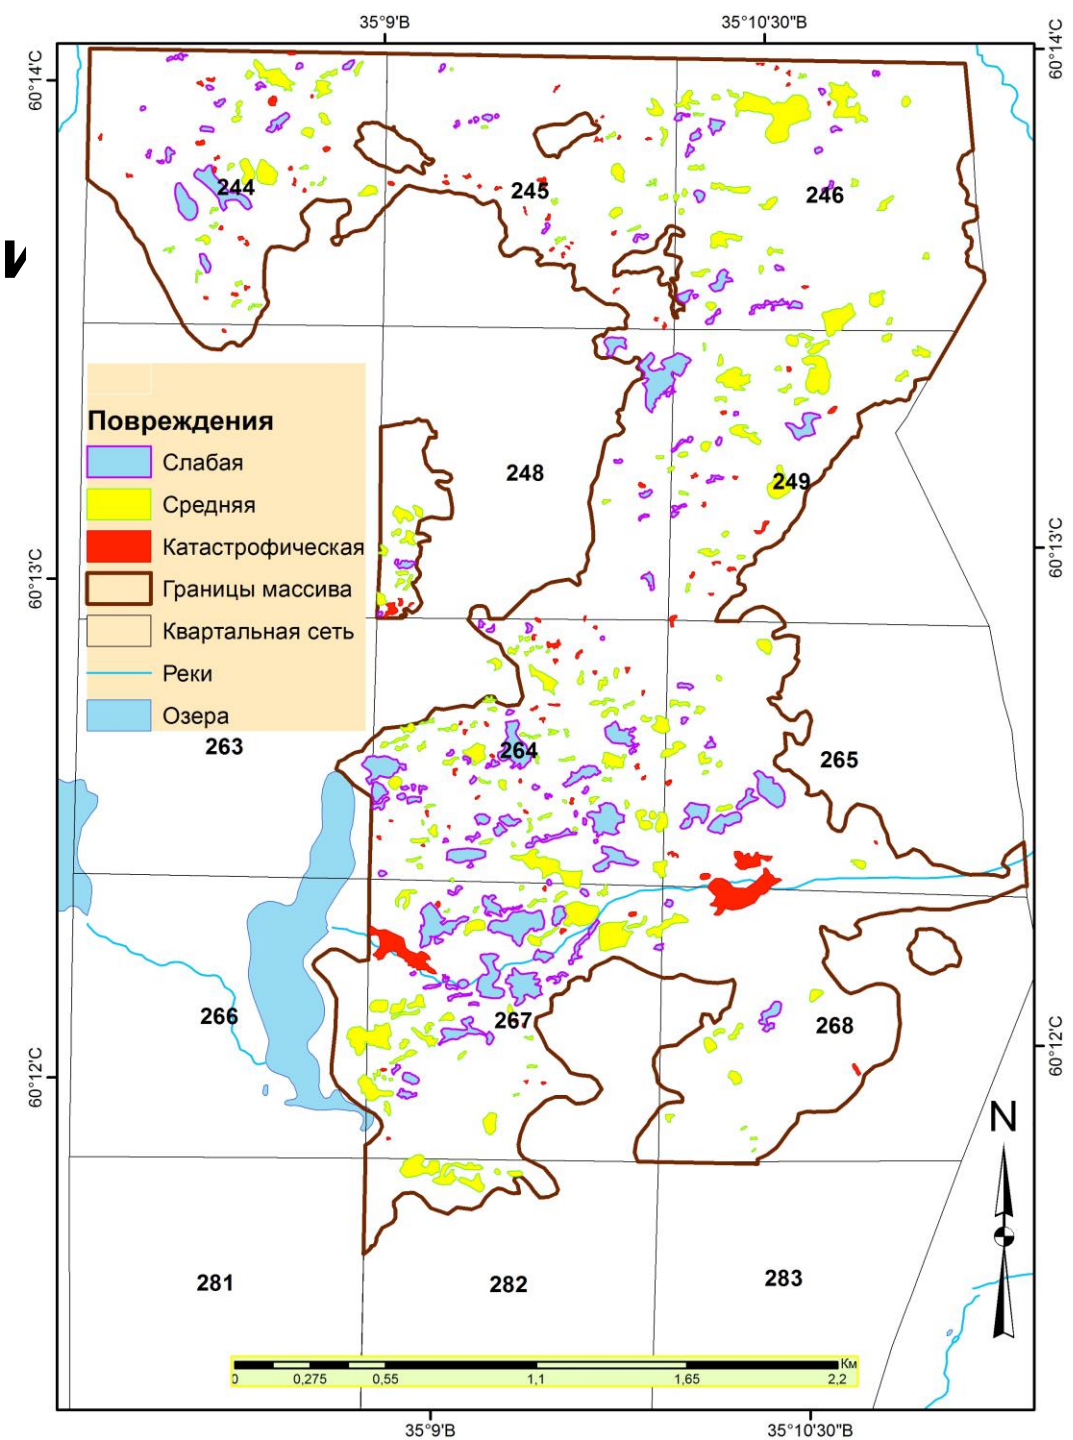 35°9'В 35°10'30"В
60°14'С 60°14'С
244 245 246
и
Повреждения
Слабая
Средняя
Катастрофическая
Границы массива
Квартальная сеть
Реки
Озера
248
249
60°13'С 60°13'С
263 264 265
266 267 268
60°12'С 60°12'С
N
281 282 283
0 0,275 0,55 1,1 1,65 2,2 Км
35°9'В 35°10'30"В